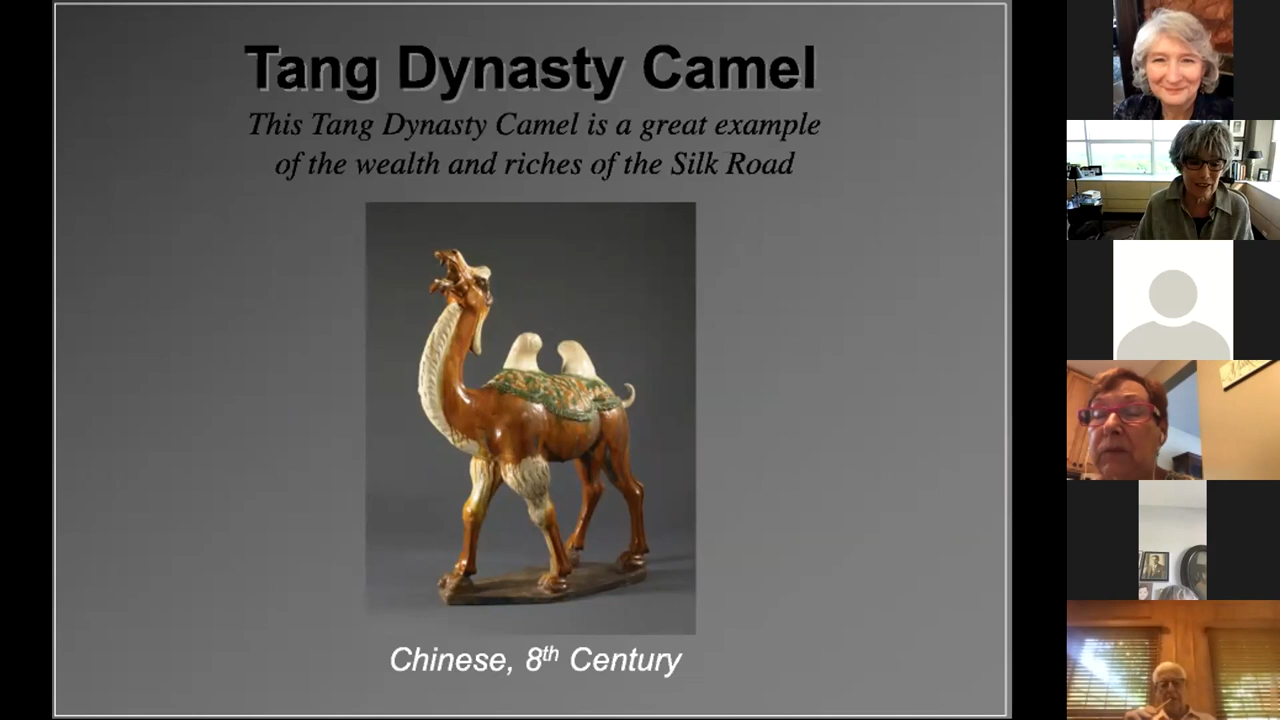 Tang Dynasty Camel
This Tang Dynasty Camel is a great example
of the wealth and riches of the Silk Road
Chinese, 8th Century